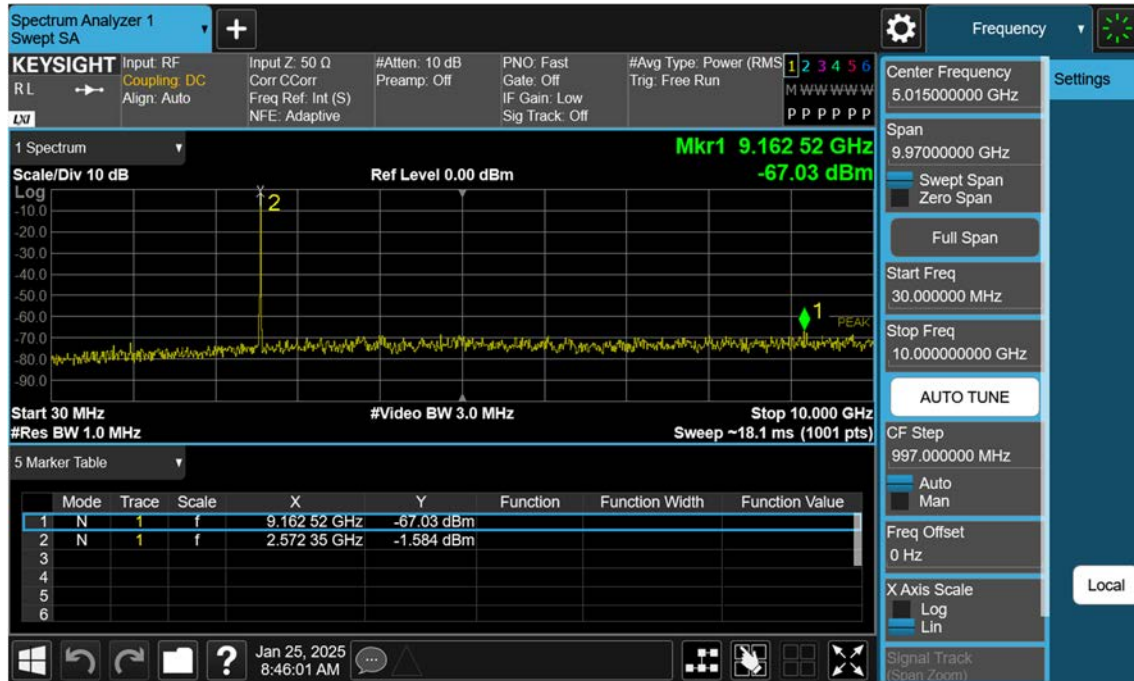 Spectrum Analyzer 1
Swept SA
+
Frequency
KEYSIGHT
RL
LXI
Input: RF
Coupling: DC
Align: Auto
Input Z: 50 Ω
Corr CCorr
Freq Ref: Int (S)
NFE: Adaptive
#Atten: 10 dB
Preamp: Off
PNO: Fast
Gate: Off
IF Gain: Low
Sig Track: Off
#Avg Type: Power (RMS
Trig: Free Run
1 2 3 4 5 6
M W W W W W
P P P P P P
1 Spectrum
Scale/Div 10 dB
Ref Level 0.00 dBm
Mkr1 9.162 52 GHz
-67.03 dBm
Log
-10.0
-20.0
-30.0
-40.0
-50.0
-60.0
-70.0
-80.0
-90.0
2
1
PEAK
Start 30 MHz
#Video BW 3.0 MHz
Stop 10.000 GHz
#Res BW 1.0 MHz
Sweep ~18.1 ms (1001 pts)
5 Marker Table
Mode Trace Scale X Y Function Function Width Function Value
1 N 1 f 9.162 52 GHz -67.03 dBm
2 N 1 f 2.572 35 GHz -1.584 dBm
3
4
5
6
Jan 25, 2025
8:46:01 AM
?
Center Frequency
5.015000000 GHz
Span
9.97000000 GHz
Swept Span
Zero Span
Full Span
Start Freq
30.000000 MHz
Stop Freq
10.000000000 GHz
AUTO TUNE
CF Step
997.000000 MHz
Auto
Man
Freq Offset
0 Hz
X Axis Scale
Log
Lin
Signal Track
(Span Zoom)
Settings
Local